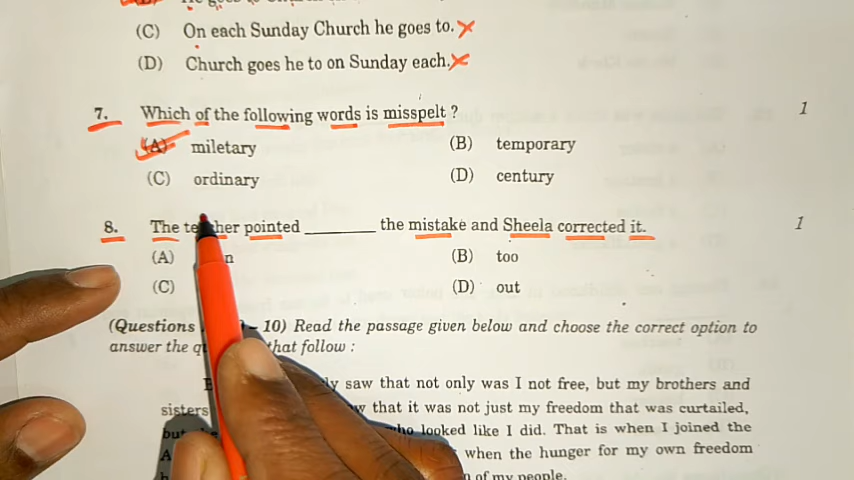 (C) On each Sunday Church he goes to.
(D) Church goes he to on Sunday each.
7. Which of the following words is misspelt ? 1
(A) miletary (B) temporary
(C) ordinary (D) century
8. The teacher pointed ________ the mistake and Sheela corrected it. 1
(A) (B) too
(C) (D) out
(Questions – 10) Read the passage given below and choose the correct option to
answer the that follow :
saw that not only was I not free, but my brothers and
sisters that it was not just my freedom that was curtailed,
but who looked like I did. That is when I joined the
when the hunger for my own freedom
of my people.